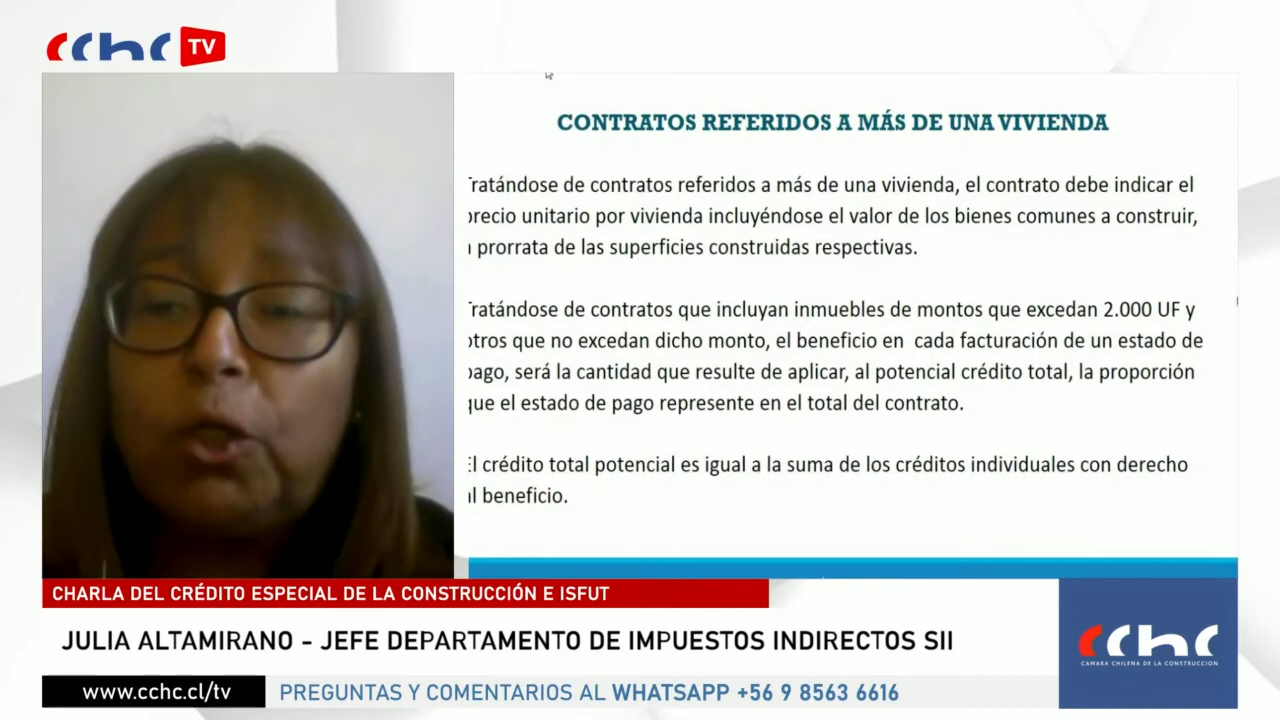 cchc TV
CONTRATOS REFERIDOS A MÁS DE UNA VIVIENDA
ratándose de contratos referidos a más de una vivienda, el contrato debe indicar el
precio unitario por vivienda incluyéndose el valor de los bienes comunes a construir,
prorrata de las superficies construidas respectivas.
ratándose de contratos que incluyan inmuebles de montos que excedan 2.000 UF y
otros que no excedan dicho monto, el beneficio en cada facturación de un estado de
pago, será la cantidad que resulte de aplicar, al potencial crédito total, la proporción
que el estado de pago represente en el total del contrato.
El crédito total potencial es igual a la suma de los créditos individuales con derecho
al beneficio.
CHARLA DEL CRÉDITO ESPECIAL DE LA CONSTRUCCIÓN E ISFUT
JULIA ALTAMIRANO - JEFE DEPARTAMENTO DE IMPUESTOS INDIRECTOS SII
cchc
CAMARA CHILENA DE LA CONSTRUCCION
www.cchc.cl/tv PREGUNTAS Y COMENTARIOS AL WHATSAPP +56 9 8563 6616